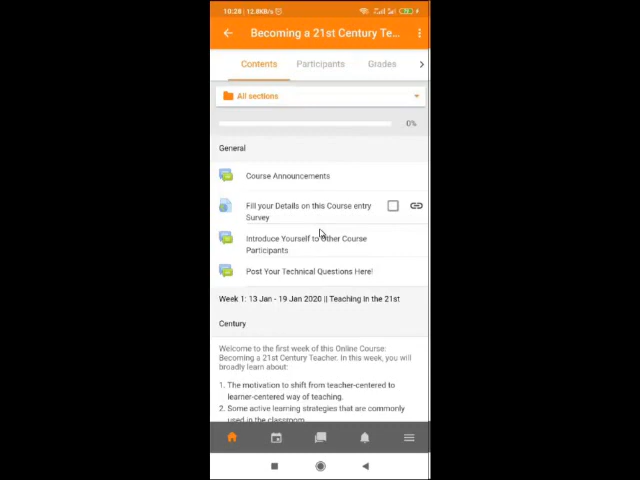 10:28 | 12.8KB/s
Becoming a 21st Century Te...
Contents
Participants
Grades
All sections
0%
General
Course Announcements
Fill your Details on this Course entry
Survey
Introduce Yourself to Other Course
Participants
Post Your Technical Questions Here!
Week 1: 13 Jan - 19 Jan 2020 || Teaching in the 21st
Century
Welcome to the first week of this Online Course:
Becoming a 21st Century Teacher. In this week, you will
broadly learn about:
1. The motivation to shift from teacher-centered to
learner-centered way of teaching.
2. Some active learning strategies that are commonly
used in the classroom